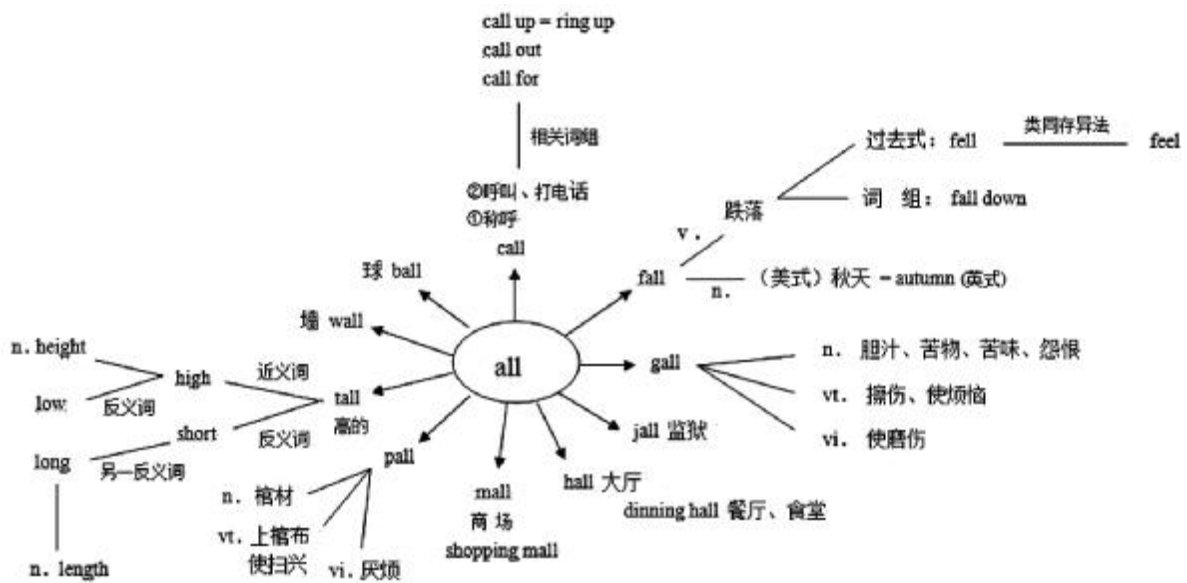 call up = ring up
call out
call for
相关词组
②呼叫、打电话
①称呼
call
过去式：fell
类同存异法
feel
词 组： fall down
跌落
v．
fall
n．
（美式）秋天 = autumn (英式)
球 ball
墙 wall
all
gall
n． 胆汁、苦物、苦味、怨恨
vt． 擦伤、使烦恼
vi． 使磨伤
n．height
high
近义词
low
反义词
tall
高的
short
反义词
long
另一反义词
n．length
pall
n．棺材
vt．上棺布
使扫兴
vi．厌烦
mall
商 场
shopping mall
hall 大厅
dinning hall 餐厅、食堂
jall 监狱